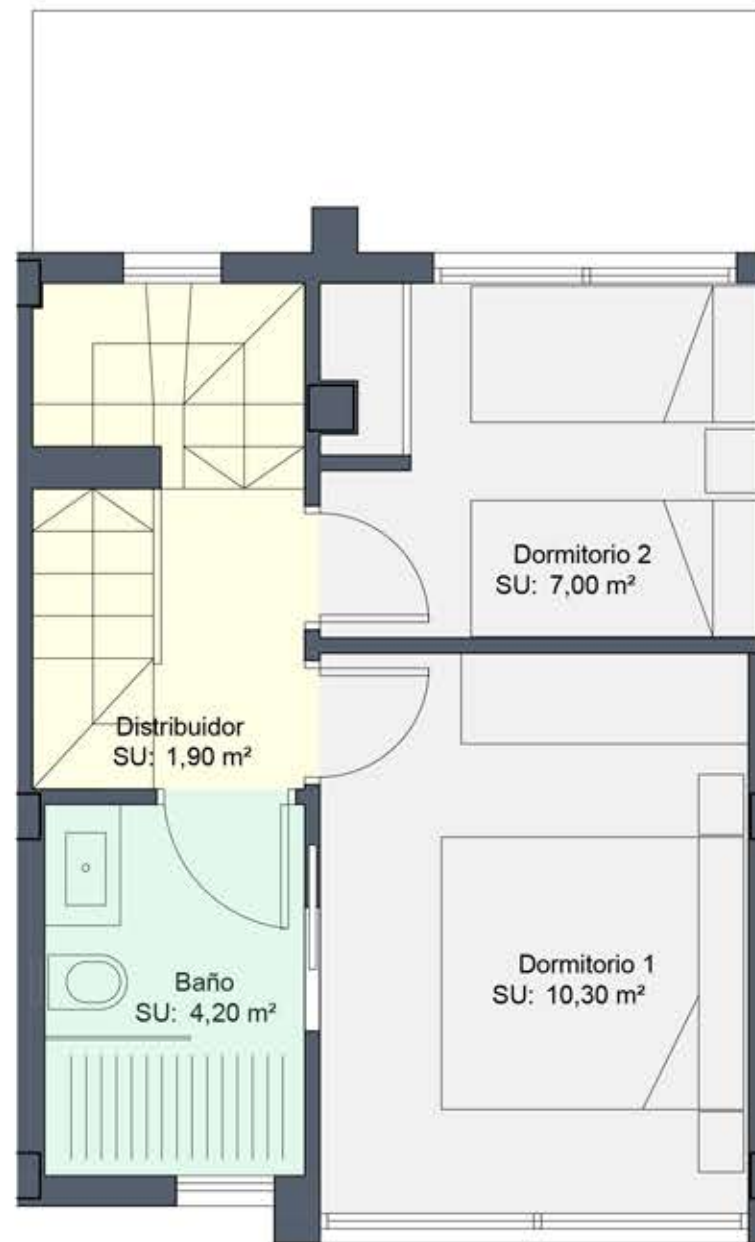 Dormitorio 2
SU: 7,00 m²
Distribuidor
SU: 1,90 m²
Baño
SU: 4,20 m²
Dormitorio 1
SU: 10,30 m²